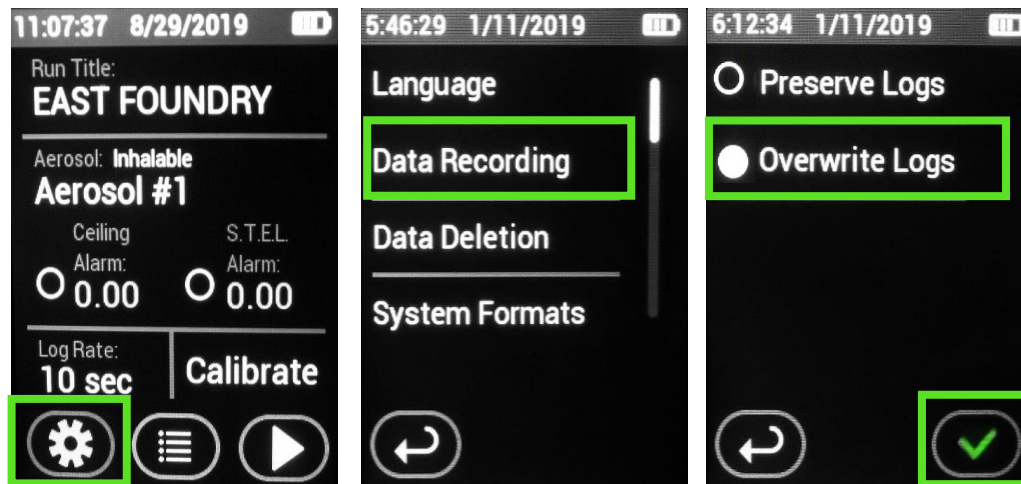 11:07:37 8/29/2019
Run Title:
EAST FOUNDRY
Aerosol: Inhalable
Aerosol #1
Ceiling S.T.E.L.
Alarm: Alarm:
0.00 0.00
Log Rate:
10 sec Calibrate
5:46:29 1/11/2019
Language
Data Recording
Data Deletion
System Formats
6:12:34 1/11/2019
Preserve Logs
Overwrite Logs